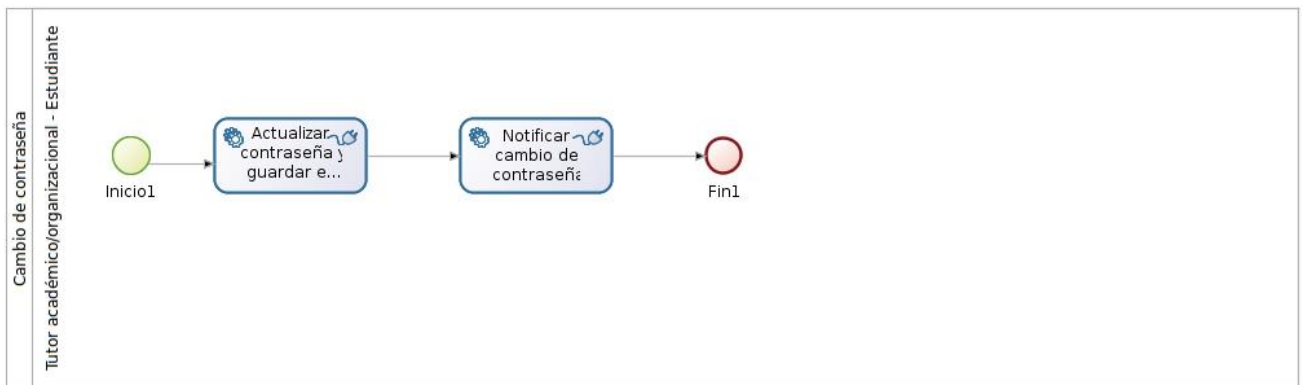 Cambio de contraseña
Tutor académico/organizacional - Estudiante
Inicio1
Actualizar
contraseña y
guardar e...
Notificar
cambio de
contraseña
Fin1